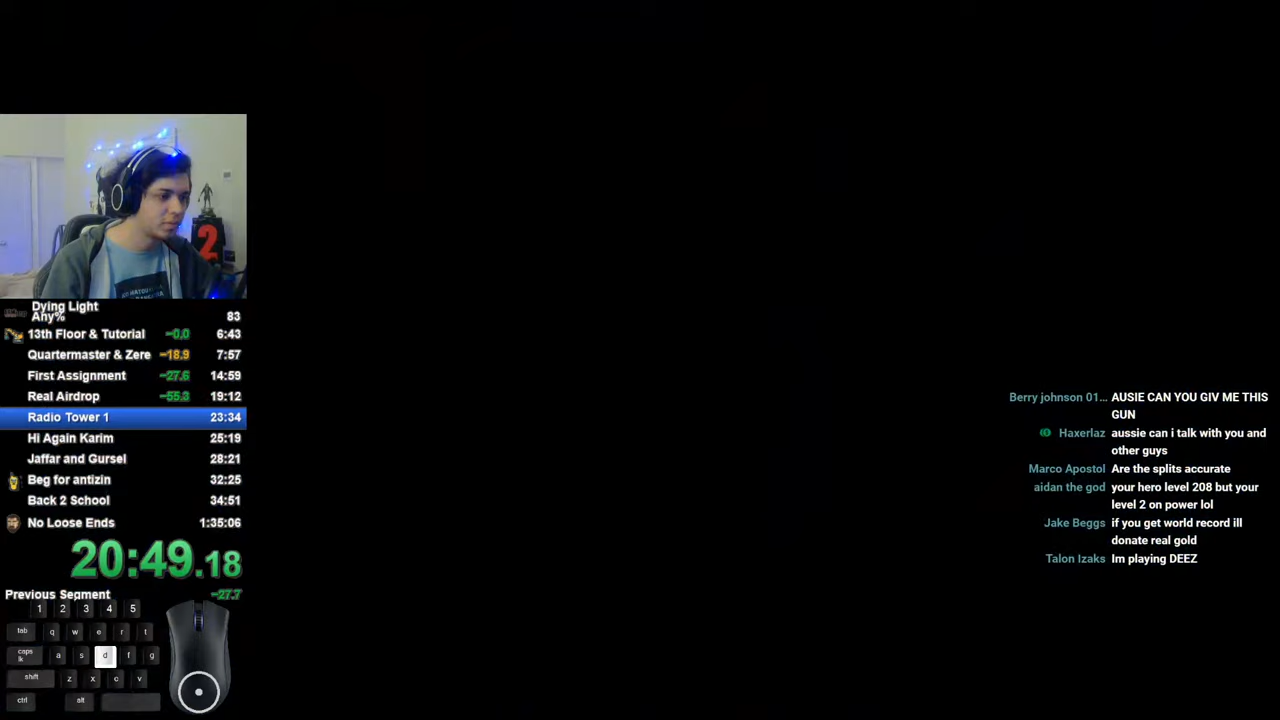 Dying Light
Any% 83
13th Floor & Tutorial −0.0 6:43
Quartermaster & Zere −18.9 7:57
First Assignment −27.6 14:59
Real Airdrop −55.3 19:12
Radio Tower 1 23:34
Hi Again Karim 25:19
Jaffar and Gursel 28:21
Beg for antizin 32:25
Back 2 School 34:51
No Loose Ends 1:35:06
20:49.18
Previous Segment −27.7
1 2 3 4 5
tab q w e r t
caps lk a s d f g
shift z x c v
ctrl alt
2
Berry johnson 01… AUSIE CAN YOU GIV ME THIS
GUN
Haxerlaz aussie can i talk with you and
other guys
Marco Apostol Are the splits accurate
aidan the god your hero level 208 but your
level 2 on power lol
Jake Beggs if you get world record ill
donate real gold
Talon Izaks Im playing DEEZ